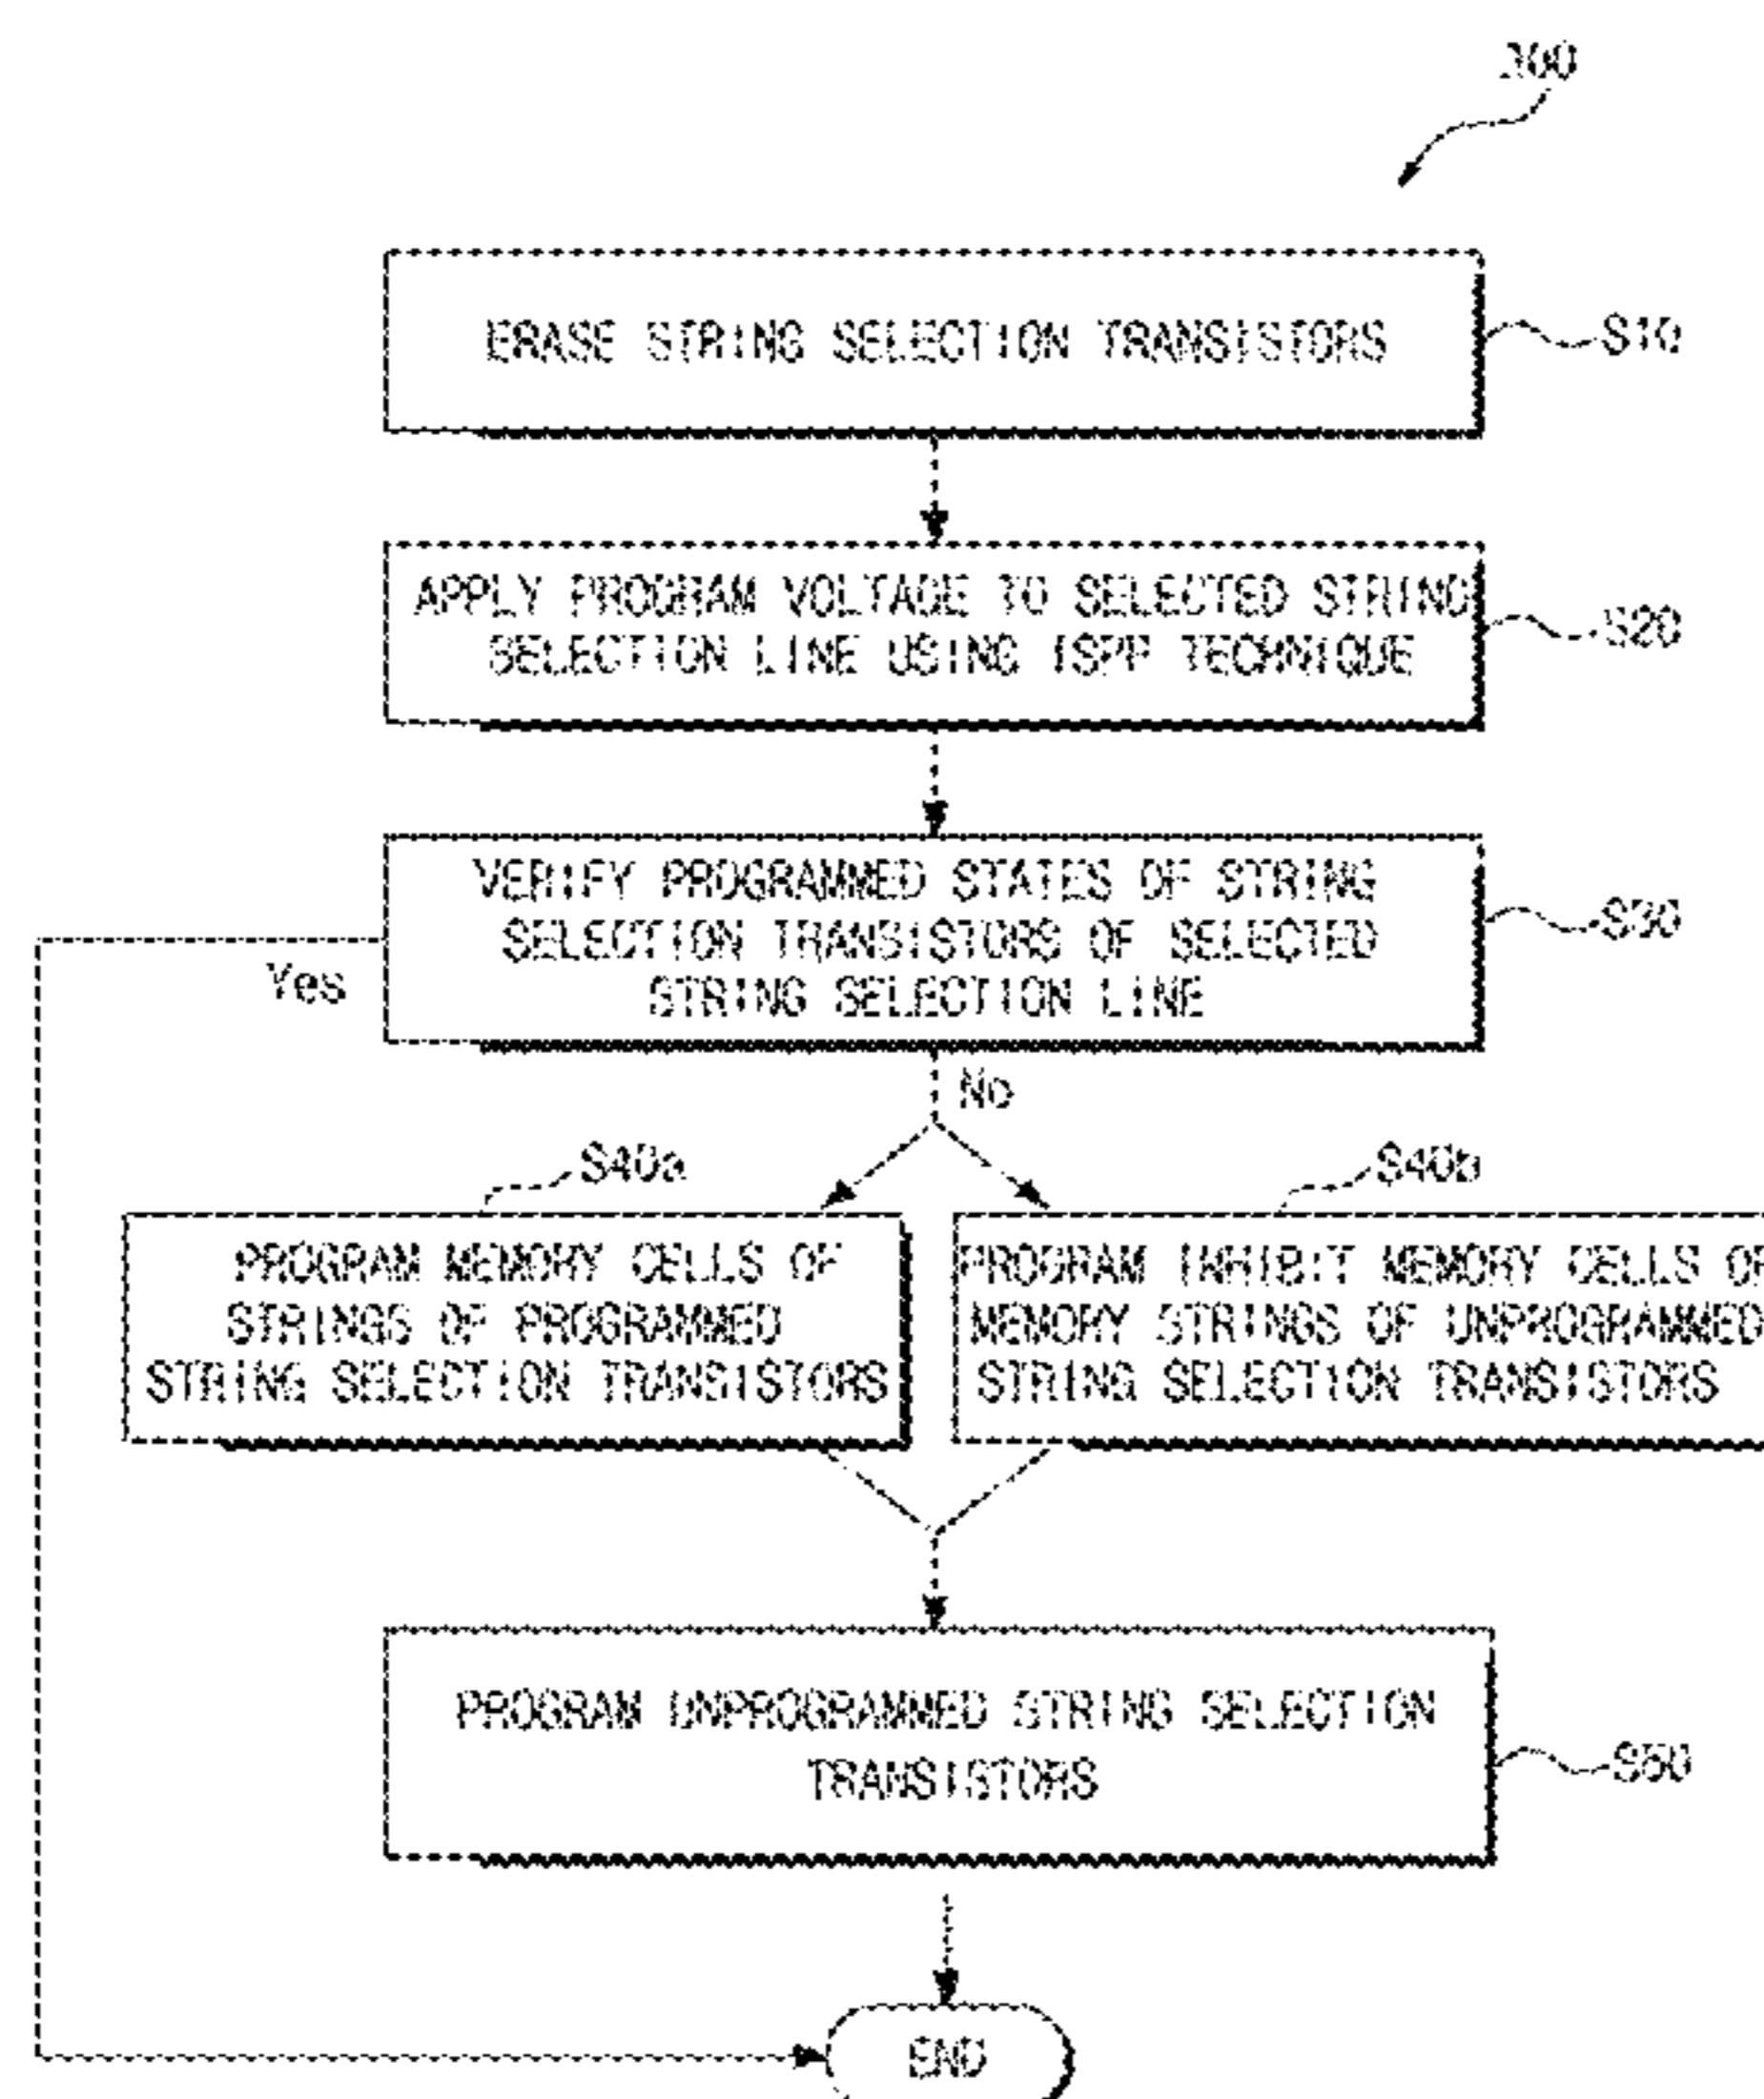 300
ERASE STRING SELECTION TRANSISTORS
S10
APPLY PROGRAM VOLTAGE TO SELECTED STRING
SELECTION LINE USING ISPP TECHNIQUE
S20
VERIFY PROGRAMMED STATES OF STRING
SELECTION TRANSISTORS OF SELECTED
STRING SELECTION LINE
S30
Yes
No
S40a
S40b
PROGRAM MEMORY CELLS OF
STRINGS OF PROGRAMMED
STRING SELECTION TRANSISTORS
PROGRAM INHIBIT MEMORY CELLS OF
MEMORY STRINGS OF UNPROGRAMMED
STRING SELECTION TRANSISTORS
PROGRAM UNPROGRAMMED STRING SELECTION
TRANSISTORS
S50
END